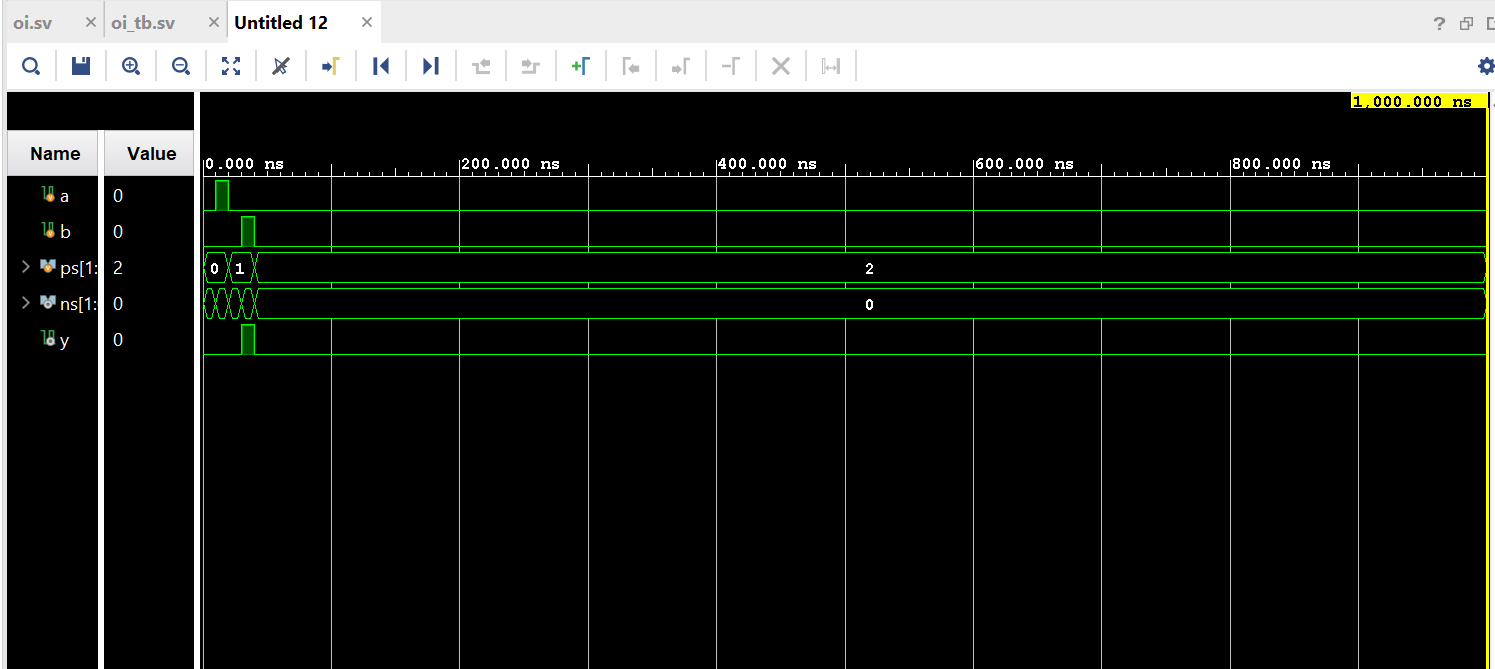 oi.sv × oi_tb.sv × Untitled 12 × ?
1,000.000 ns
Name Value 0.000 ns 200.000 ns 400.000 ns 600.000 ns 800.000 ns
a 0
b 0
ps[1: 2 0 1 2
ns[1: 0 0
y 0